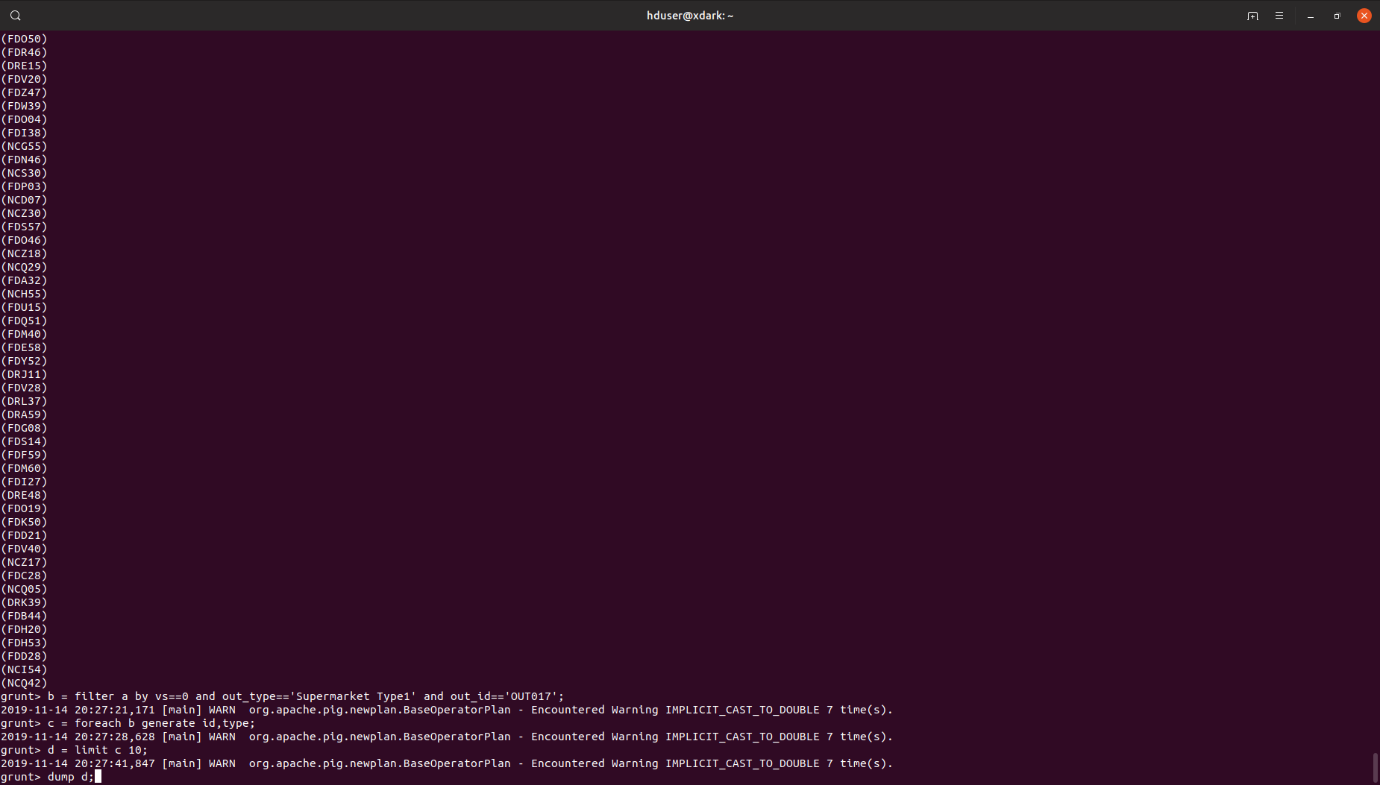 hduser@xdark: ~
(FDO50)
(FDR46)
(DRE15)
(FDV20)
(FDZ47)
(FDW39)
(FDO04)
(FDI38)
(NCG55)
(FDN46)
(NCS30)
(FDP03)
(NCD07)
(NCZ30)
(FDS57)
(FDO46)
(NCZ18)
(NCQ29)
(FDA32)
(NCH55)
(FDU15)
(FDQ51)
(FDM40)
(FDE58)
(FDY52)
(DRJ11)
(FDV28)
(DRL37)
(DRA59)
(FDG08)
(FDS14)
(FDF59)
(FDM60)
(FDI27)
(DRE48)
(FDO19)
(FDK50)
(FDD21)
(FDV40)
(NCZ17)
(FDC28)
(NCQ05)
(DRK39)
(FDB44)
(FDH20)
(FDH53)
(FDD28)
(NCI54)
(NCQ42)
grunt> b = filter a by vs==0 and out_type=='Supermarket Type1' and out_id=='OUT017';
2019-11-14 20:27:21,171 [main] WARN  org.apache.pig.newplan.BaseOperatorPlan - Encountered Warning IMPLICIT_CAST_TO_DOUBLE 7 time(s).
grunt> c = foreach b generate id,type;
2019-11-14 20:27:28,628 [main] WARN  org.apache.pig.newplan.BaseOperatorPlan - Encountered Warning IMPLICIT_CAST_TO_DOUBLE 7 time(s).
grunt> d = limit c 10;
2019-11-14 20:27:41,847 [main] WARN  org.apache.pig.newplan.BaseOperatorPlan - Encountered Warning IMPLICIT_CAST_TO_DOUBLE 7 time(s).
grunt> dump d;